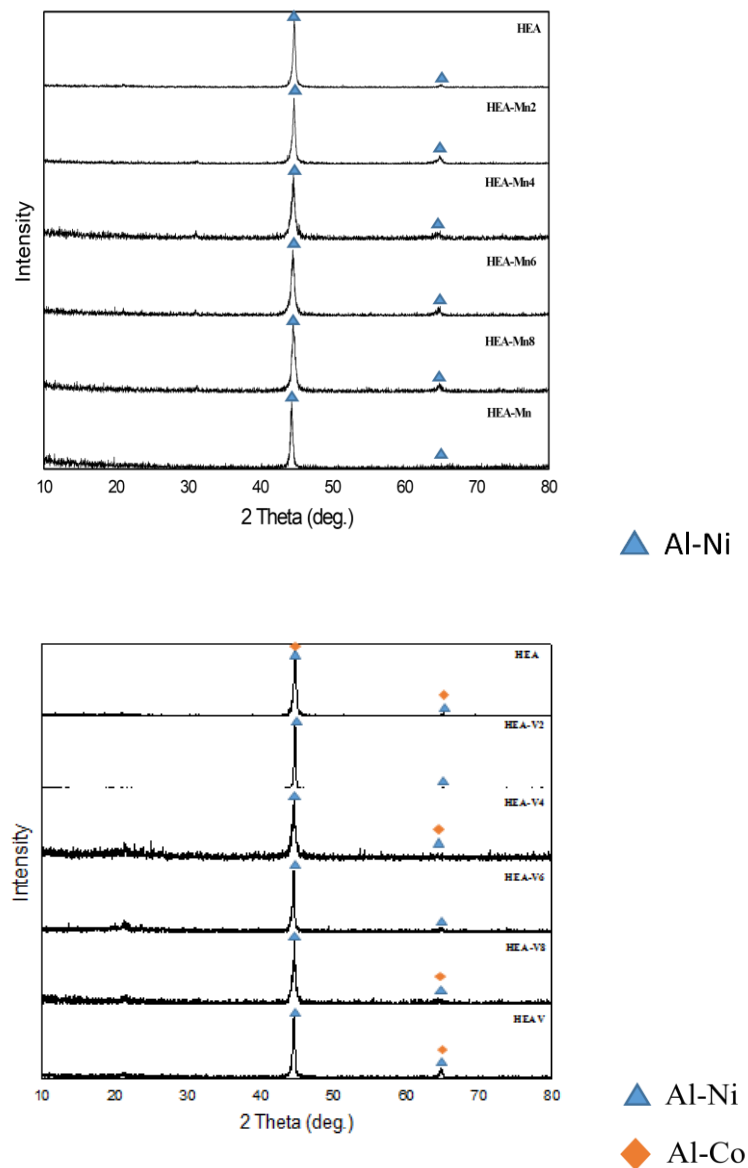 HEA
HEA-Mn2
HEA-Mn4
HEA-Mn6
HEA-Mn8
HEA-Mn
Intensity
10 20 30 40 50 60 70 80
2 Theta (deg.)
Al-Ni
HEA
HEA-V2
HEA-V4
HEA-V6
HEA-V8
HEA V
Intensity
10 20 30 40 50 60 70 80
2 Theta (deg.)
Al-Ni
Al-Co